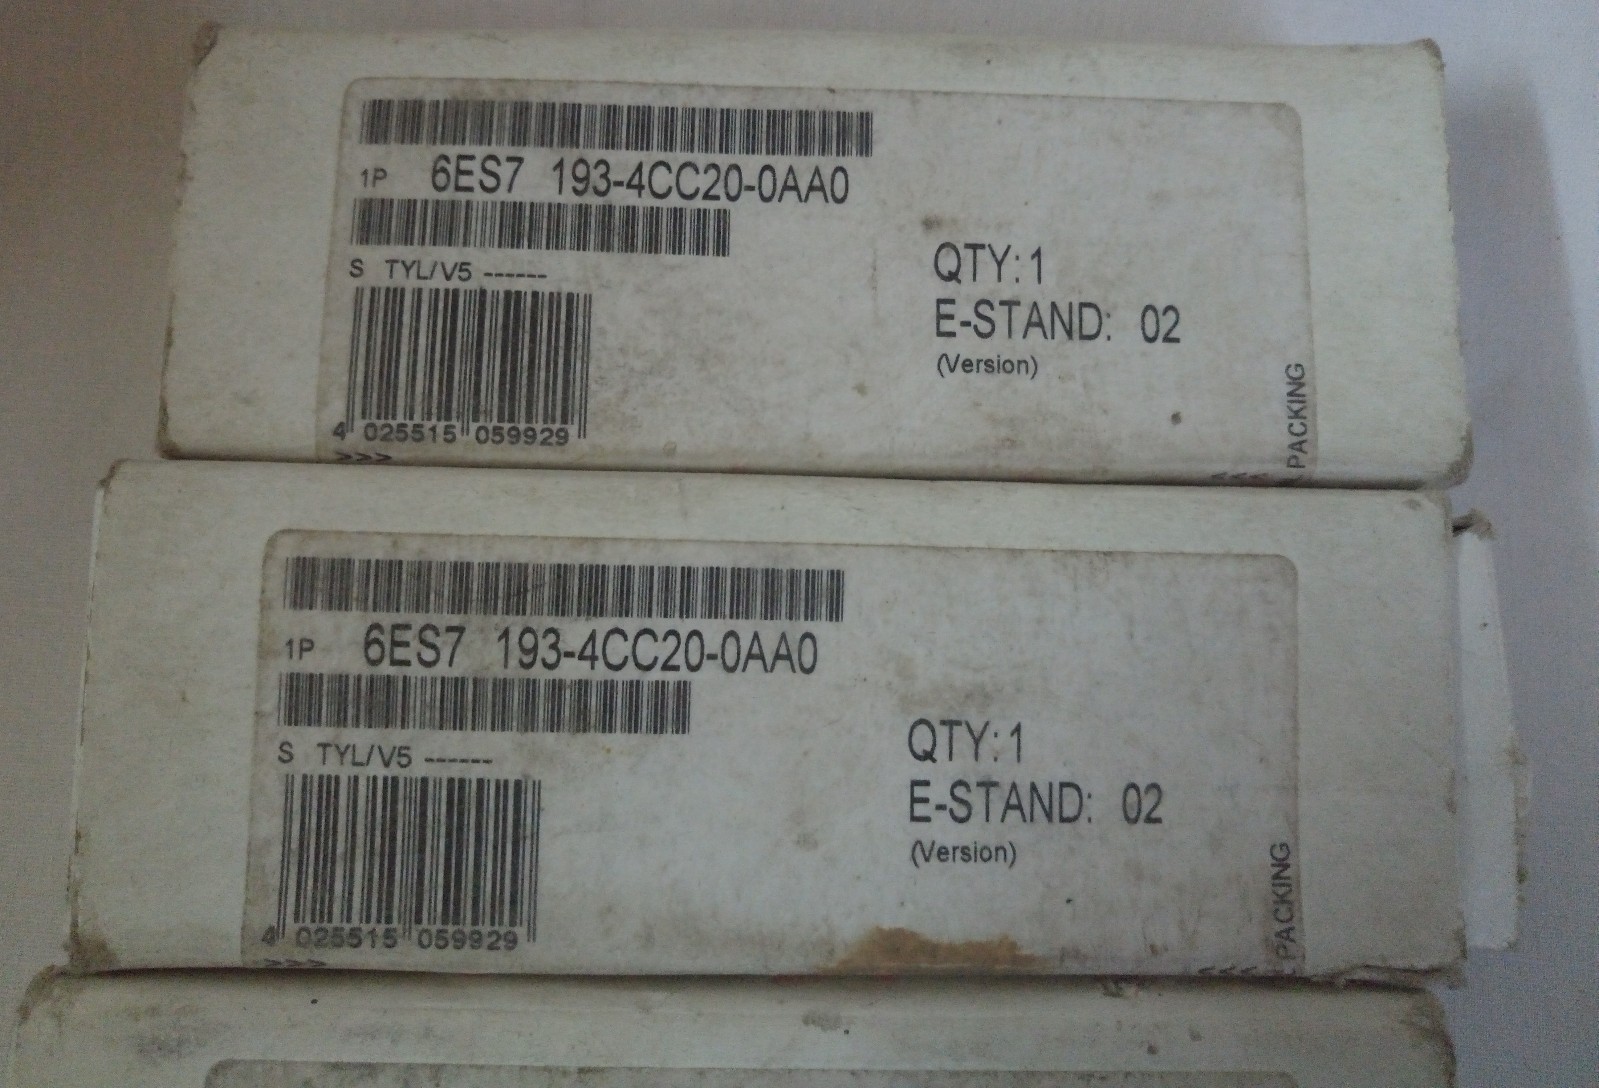 1P 6ES7 193-4CC20-0AA0
S TYL/V5 ------
QTY:1
E-STAND: 02
(Version)
4 025515 059929
>>>
<<<
PACKING
1P 6ES7 193-4CC20-0AA0
S TYL/V5 ------
QTY:1
E-STAND: 02
(Version)
4 025515 059929
>>>
<<<
PACKING